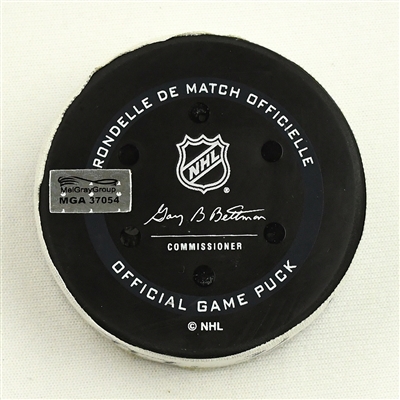 RONDELLE DE MATCH OFFICIELLE
NHL
MeiGrayGroup
MGA 37054
Gary B Bettman
COMMISSIONER
OFFICIAL GAME PUCK
© NHL